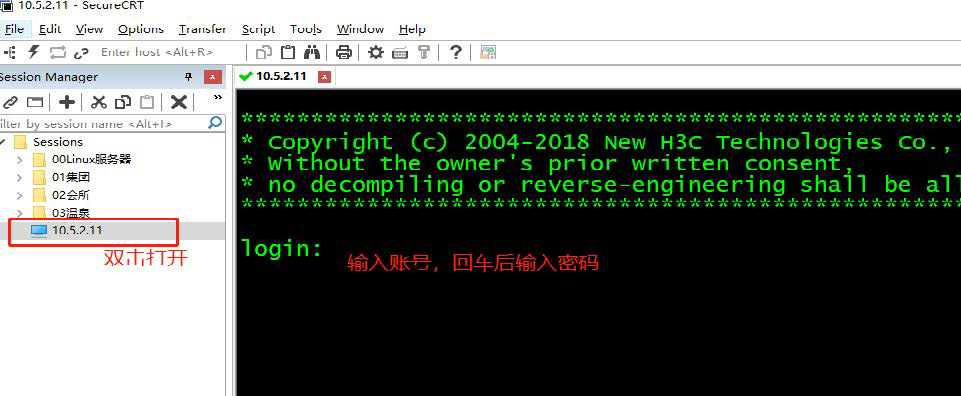 10.5.2.11 - SecureCRT
File Edit View Options Transfer Script Tools Window Help
Enter host <Alt+R>
Session Manager
10.5.2.11
filter by session name <Alt+I>
Sessions
00Linux服务器
01集团
02会所
03温泉
10.5.2.11
双击打开
************************************************
* Copyright (c) 2004-2018 New H3C Technologies Co.,
* Without the owner's prior written consent,
* no decompiling or reverse-engineering shall be all
************************************************
login:
输入账号，回车后输入密码